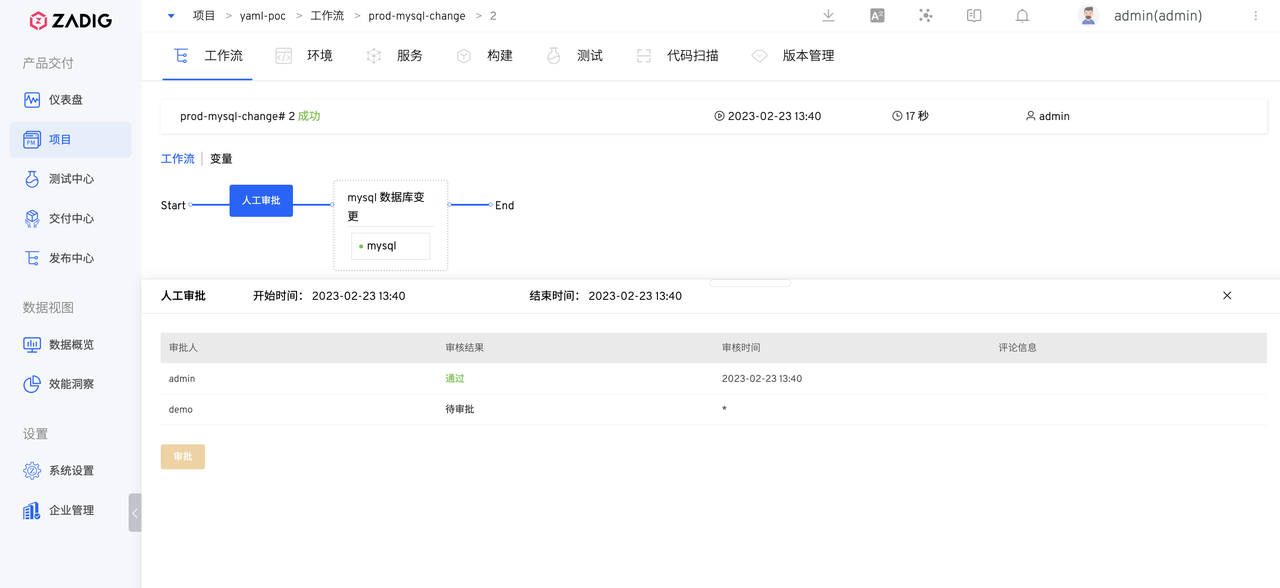 ZADIG
项目 > yaml-poc > 工作流 > prod-mysql-change > 2
admin(admin)
产品交付
仪表盘
项目
测试中心
交付中心
发布中心
数据视图
数据概览
效能洞察
设置
系统设置
企业管理
工作流 环境 服务 构建 测试 代码扫描 版本管理
prod-mysql-change# 2 成功 2023-02-23 13:40 17 秒 admin
工作流 | 变量
Start 人工审批 mysql 数据库变
更
mysql
End
人工审批 开始时间： 2023-02-23 13:40 结束时间： 2023-02-23 13:40
审批人 审核结果 审核时间 评论信息
admin 通过 2023-02-23 13:40
demo 待审批 *
审批